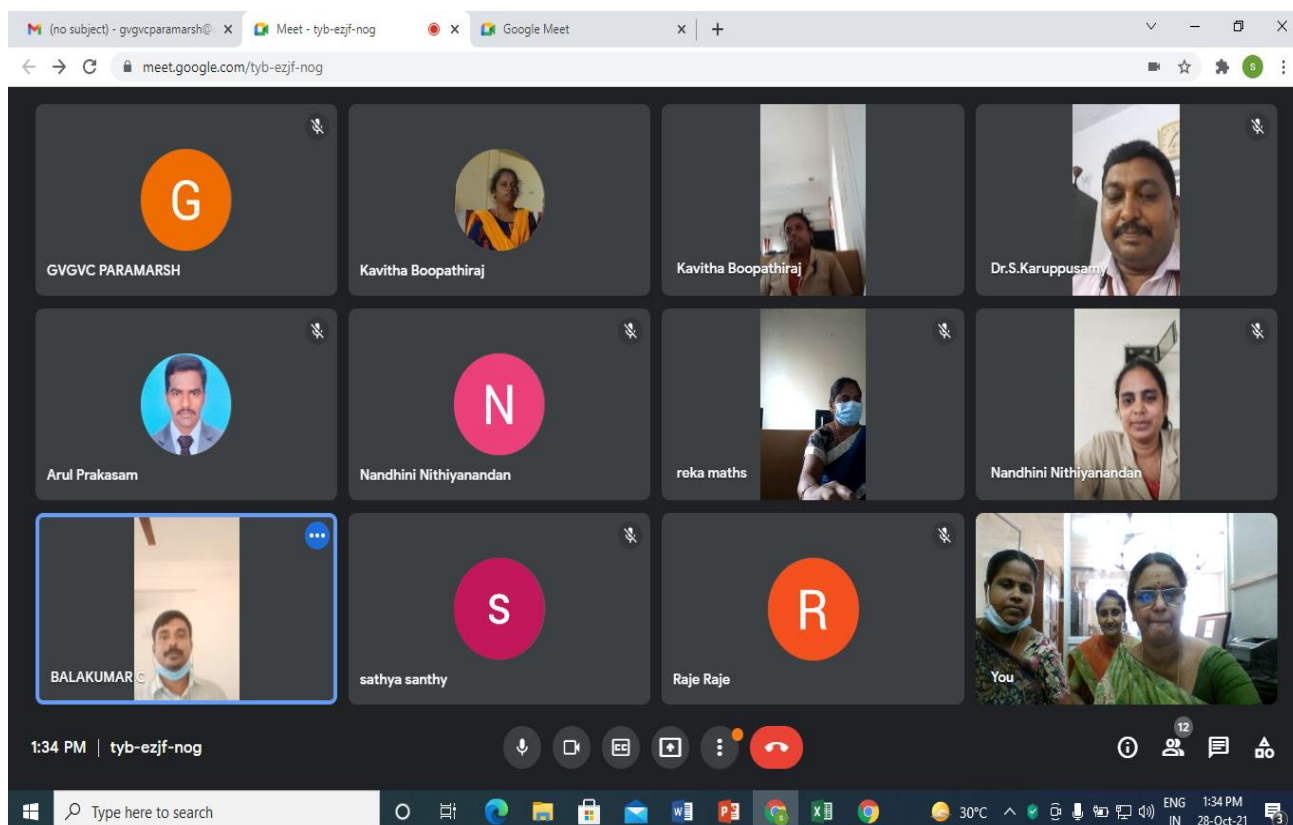 (no subject) - gvgvcparamarsh@
Meet - tyb-ezjf-nog
Google Meet
meet.google.com/tyb-ezjf-nog
S
G
GVGVC PARAMARSH
Kavitha Boopathiraj
Kavitha Boopathiraj
Dr.S.Karuppusamy
Arul Prakasam
N
Nandhini Nithiyanandan
reka maths
Nandhini Nithiyanandan
BALAKUMAR C
S
sathya santhy
R
Raje Raje
You
1:34 PM | tyb-ezjf-nog
CC
12
Type here to search
30°C
ENG
IN
1:34 PM
28-Oct-21
3